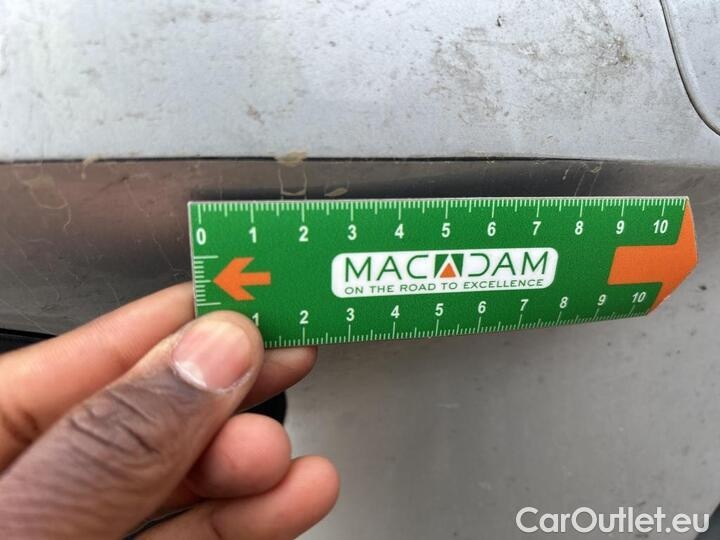 0 1 2 3 4 5 6 7 8 9 10
MACADAM
ON THE ROAD TO EXCELLENCE
1 2 3 4 5 6 7 8 9 10
CarOutlet.eu